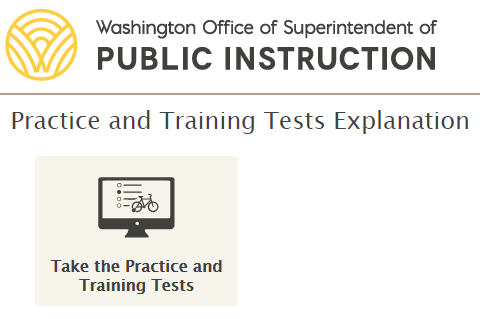 Washington Office of Superintendent of
PUBLIC INSTRUCTION
Practice and Training Tests Explanation
Take the Practice and
Training Tests